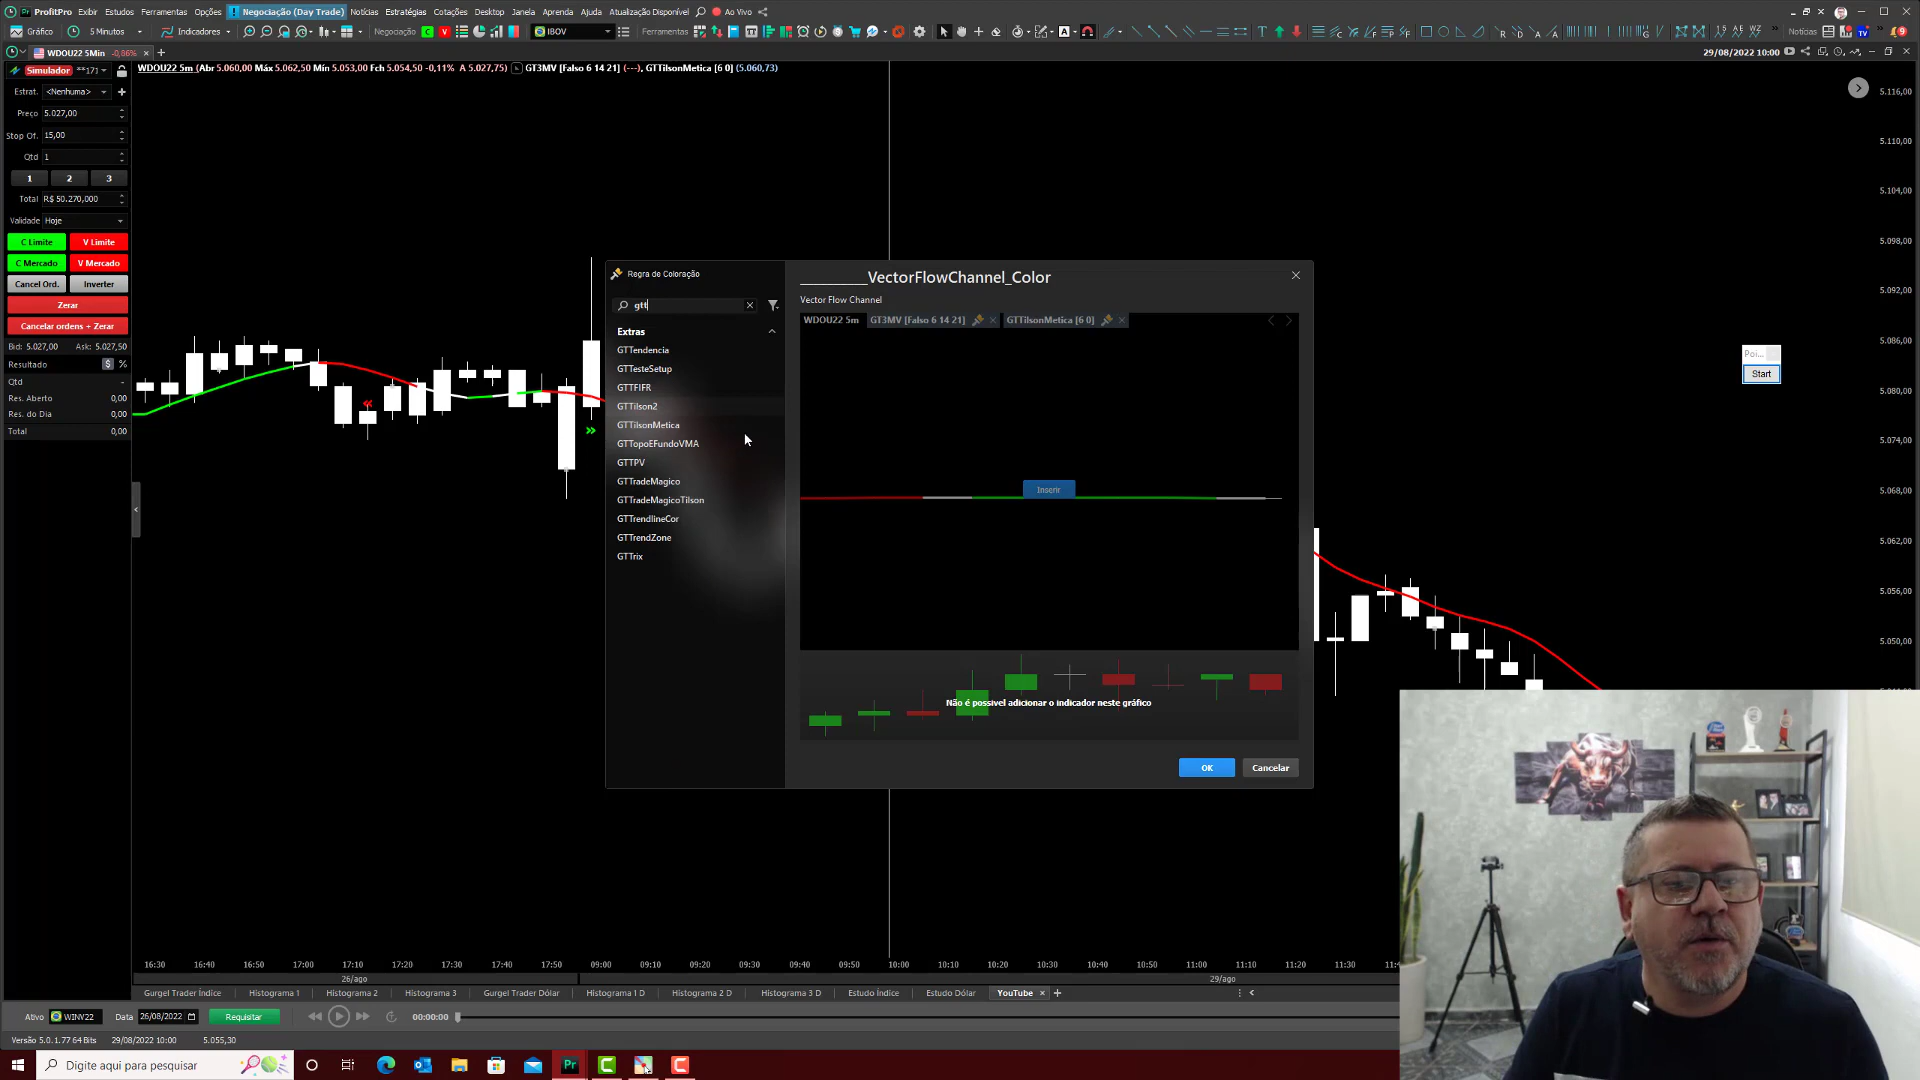 ProfitPro Exibir Estudos Ferramentas Opções ! Negociação (Day Trade) Notícias Estratégias Cotações Desktop Janela Aprenda Ajuda Atualização Disponível Ao Vivo
Gráfico 5 Minutos Indicadores Negociação C V IBOV Ferramentas Notícias
WDOU22 5Min -0,86% 29/08/2022 10:00
Simulador **171
WDOU22 5m (Abr 5.060,00 Máx 5.062,50 Mín 5.053,00 Fch 5.054,50 -0,11% A 5.027,75) GT3MV [Falso 6 14 21] (---), GTTilsonMetica [6 0] (5.060,73)
Estrat. <Nenhuma>
Preço 5.027,00
Stop Of. 15,00
Qtd 1
1 2 3
Total R$ 50.270,000
Validade Hoje
C Limite V Limite
C Mercado V Mercado
Cancel Ord. Inverter
Zerar
Cancelar ordens + Zerar
Bid: 5.027,00 Ask: 5.027,50
Resultado $ %
Qtd -
Res. Aberto 0,00
Res. do Dia 0,00
Total 0,00
Regra de Coloração
gtt
Extras
GTTendencia
GTTesteSetup
GTTFIFR
GTTilson2
GTTilsonMetica
GTTopoEFundoVMA
GTTPV
GTTradeMagico
GTTradeMagicoTilson
GTTrendlineCor
GTTrendZone
GTTrix
__________VectorFlowChannel_Color
Vector Flow Channel
WDOU22 5m GT3MV [Falso 6 14 21] GTTilsonMetica [6 0]
Inserir
Não é possivel adicionar o indicador neste gráfico
OK Cancelar
Poi...
Start
5.116,00
5.110,00
5.104,00
5.098,00
5.092,00
5.086,00
5.080,00
5.074,00
5.068,00
5.062,00
5.056,00
5.050,00
16:30 16:40 16:50 17:00 17:10 17:20 17:30 17:40 17:50 09:00 09:10 09:20 09:30 09:40 09:50 10:00 10:10 10:20 10:30 10:40 10:50 11:00 11:10 11:20 11:30
26/ago 29/ago
Gurgel Trader Índice Histograma 1 Histograma 2 Histograma 3 Gurgel Trader Dólar Histograma 1 D Histograma 2 D Histograma 3 D Estudo Índice Estudo Dólar YouTube
Ativo WINV22 Data 26/08/2022 Requisitar 00:00:00
Versão 5.0.1.77 64 Bits 29/08/2022 10:00 5.055,30
Digite aqui para pesquisar